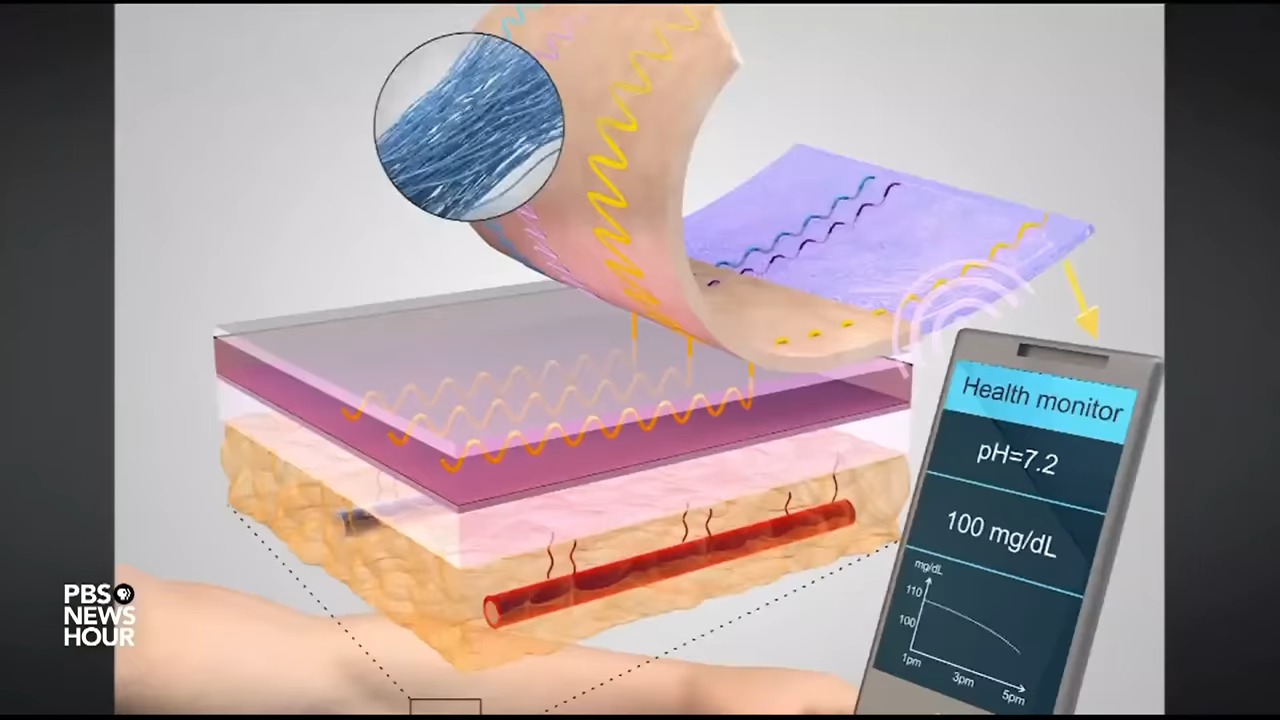 Health monitor
pH=7.2
100 mg/dL
mg/dL
110
100
1pm
3pm
5pm
PBS
NEWS
HOUR